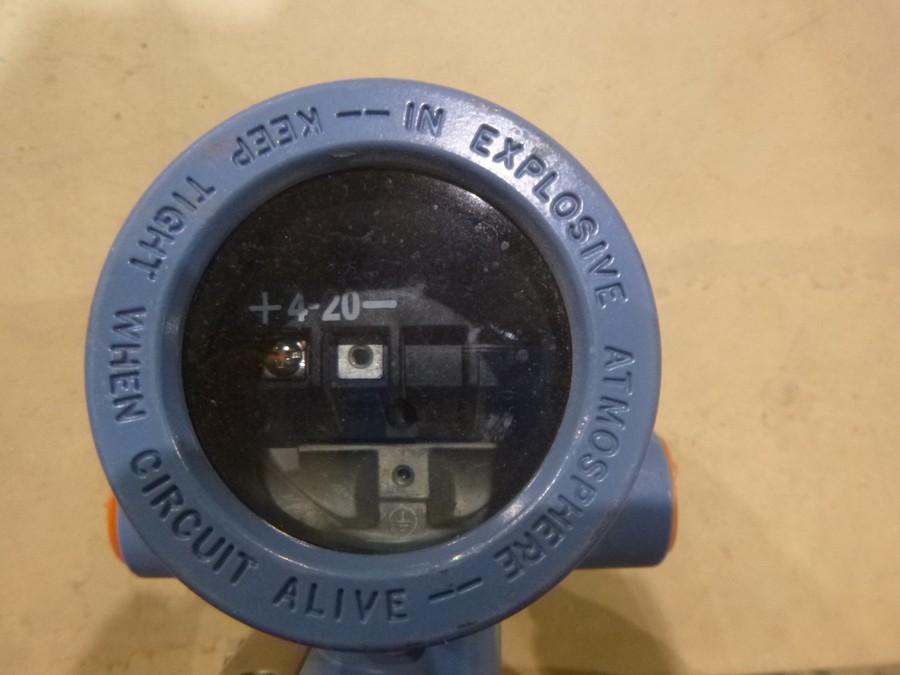 IN EXPLOSIVE ATMOSPHERE --
KEEP TIGHT WHEN CIRCUIT ALIVE --
+4-20-